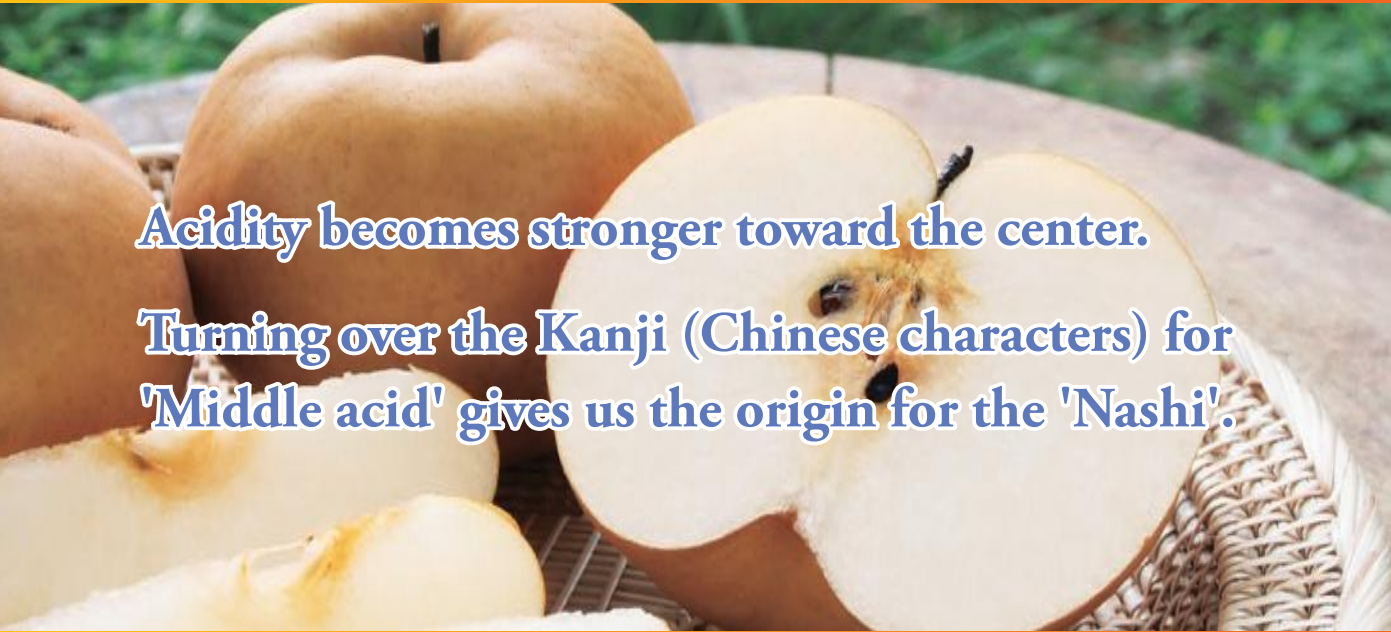 Acidity becomes stronger toward the center.
Turning over the Kanji (Chinese characters) for
'Middle acid' gives us the origin for the 'Nashi'.